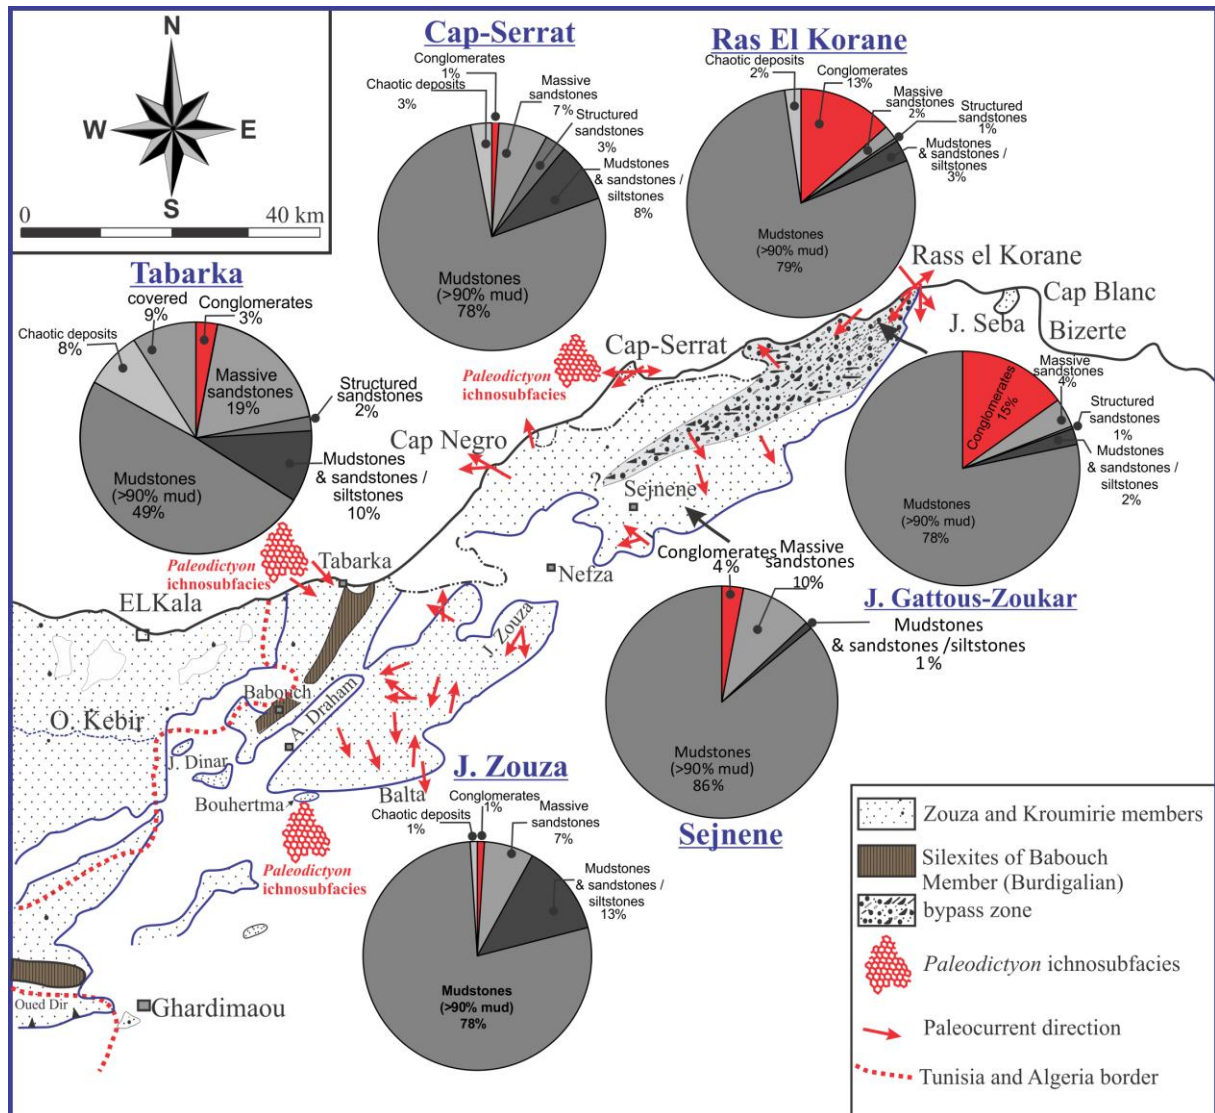 N
W
E
S
0
40 km
Cap-Serrat
Conglomerates
1%
Chaotic deposits
3%
Massive
sandstones
7%
Structured
sandstones
3%
Mudstones
& sandstones /
siltstones
8%
Mudstones
(>90% mud)
78%
Ras El Korane
Chaotic deposits
2%
Conglomerates
13%
Massive
sandstones
2%
Structured
sandstones
1%
Mudstones
& sandstones /
siltstones
3%
Mudstones
(>90% mud)
79%
Tabarka
covered
9%
Conglomerates
3%
Chaotic deposits
8%
Massive
sandstones
19%
Structured
sandstones
2%
Mudstones
& sandstones /
siltstones
10%
Mudstones
(>90% mud)
49%
Rass el Korane
Cap Blanc
J. Seba
Bizerte
Cap-Serrat
Paleodictyon
ichnosubfacies
Cap Negro
?
?
Sejnene
Nefza
Conglomerates
15%
Massive
sandstones
4%
Structured
sandstones
1%
Mudstones
& sandstones /
siltstones
2%
Mudstones
(>90% mud)
78%
J. Gattous-Zoukar
Paleodictyon
ichnosubfacies
Tabarka
ELKala
J. Zouza
Babouch
A. Draham
O. Kebir
J. Dinar
Bouhertma
Balta
Paleodictyon
ichnosubfacies
Conglomerates
4%
Massive
sandstones
10%
Mudstones
& sandstones /siltstones
1%
Mudstones
(>90% mud)
86%
Sejnene
J. Zouza
Conglomerates
1%
Chaotic deposits
1%
Massive
sandstones
7%
Mudstones
& sandstones /
siltstones
13%
Mudstones
(>90% mud)
78%
Oued Dir
Ghardimaou
Zouza and Kroumirie members
Silexites of Babouch
Member (Burdigalian)
bypass zone
Paleodictyon ichnosubfacies
Paleocurrent direction
Tunisia and Algeria border